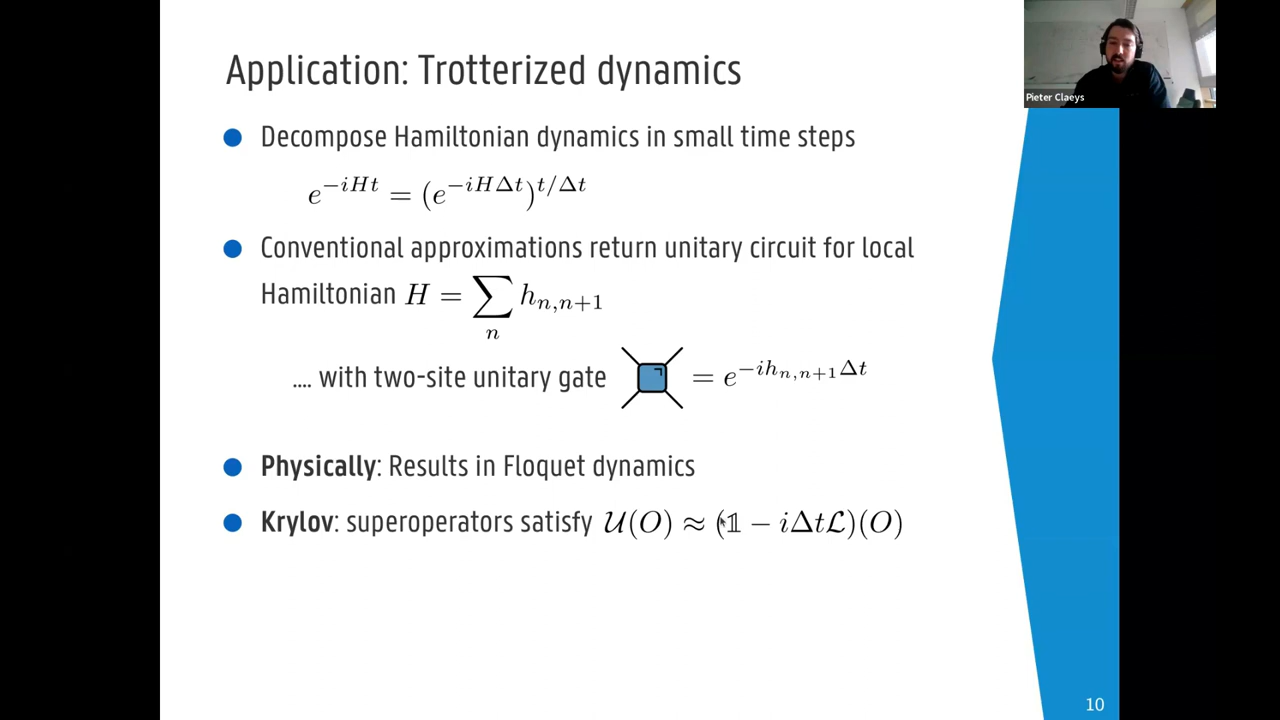 Application: Trotterized dynamics
Pieter Claeys
Decompose Hamiltonian dynamics in small time steps
e^{-iHt} = (e^{-iHΔt})^{t/Δt}
Conventional approximations return unitary circuit for local
Hamiltonian H = ∑_n h_{n,n+1}
.... with two-site unitary gate = e^{-ih_{n,n+1}Δt}
Physically: Results in Floquet dynamics
Krylov: superoperators satisfy 𝒰(O) ≈ (𝟙 − iΔtℒ)(O)
10